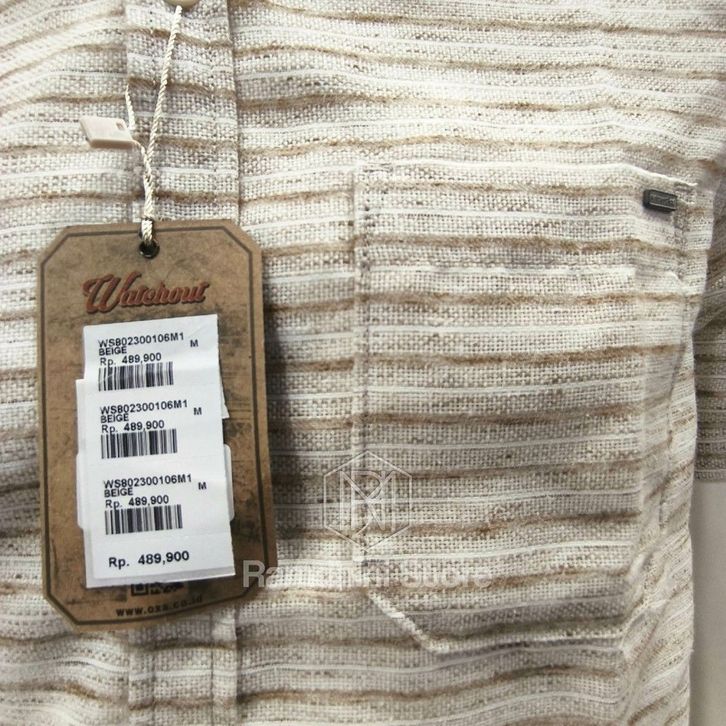 Watchout
WS802300106M1 M
BEIGE
Rp. 489,900
WS802300106M1 M
BEIGE
Rp. 489,900
WS802300106M1 M
BEIGE
Rp. 489,900
Rp. 489,900
www.oxs.co.id
Store